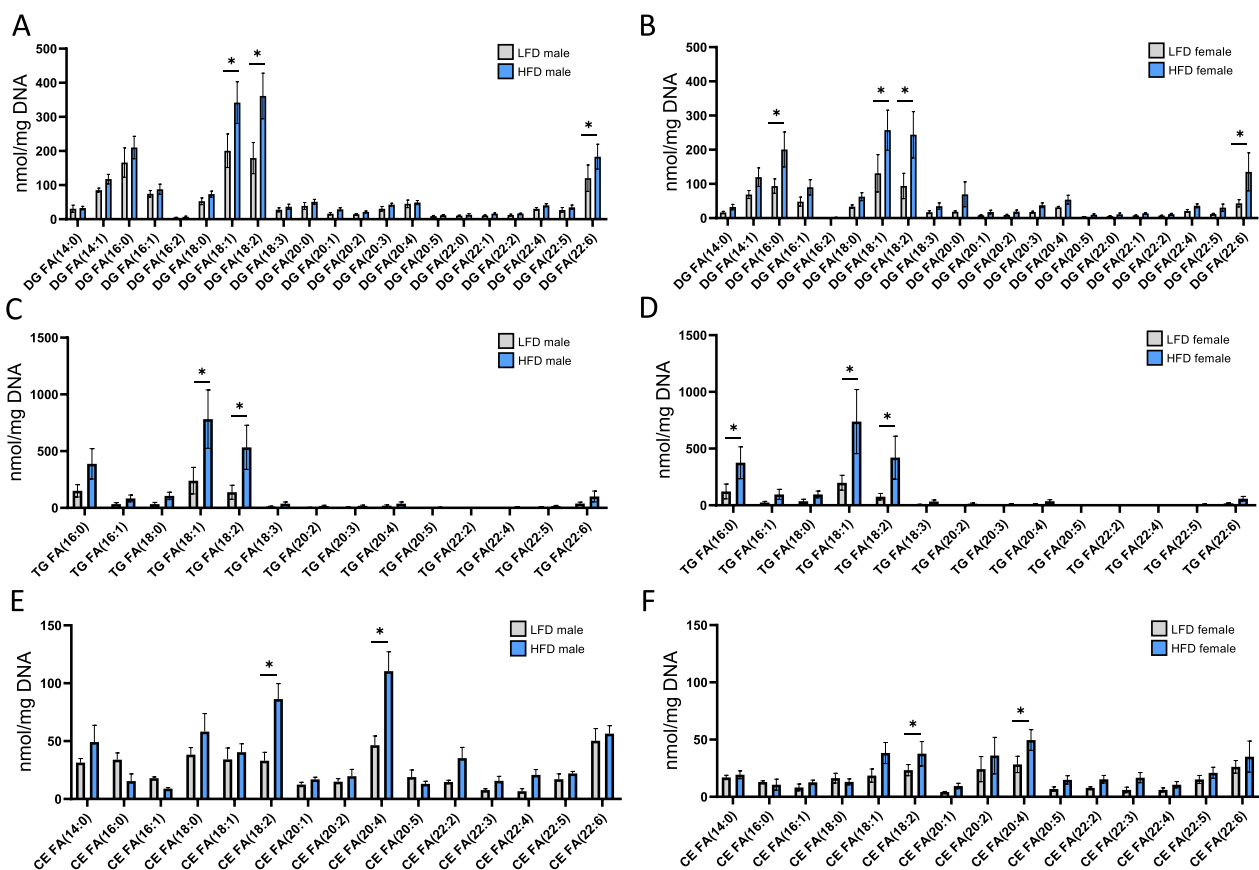 A
nmol/mg DNA
500
400
300
200
100
0
LFD male
HFD male
* * *
DG FA(14:0)
DG FA(14:1)
DG FA(16:0)
DG FA(16:1)
DG FA(16:2)
DG FA(18:0)
DG FA(18:1)
DG FA(18:2)
DG FA(18:3)
DG FA(20:0)
DG FA(20:1)
DG FA(20:2)
DG FA(20:3)
DG FA(20:4)
DG FA(20:5)
DG FA(22:0)
DG FA(22:1)
DG FA(22:2)
DG FA(22:4)
DG FA(22:5)
DG FA(22:6)
B
nmol/mg DNA
500
400
300
200
100
0
LFD female
HFD female
* * * *
DG FA(14:0)
DG FA(14:1)
DG FA(16:0)
DG FA(16:1)
DG FA(16:2)
DG FA(18:0)
DG FA(18:1)
DG FA(18:2)
DG FA(18:3)
DG FA(20:0)
DG FA(20:1)
DG FA(20:2)
DG FA(20:3)
DG FA(20:4)
DG FA(20:5)
DG FA(22:0)
DG FA(22:1)
DG FA(22:2)
DG FA(22:4)
DG FA(22:5)
DG FA(22:6)
C
nmol/mg DNA
1500
1000
500
0
LFD male
HFD male
* *
TG FA(16:0)
TG FA(16:1)
TG FA(18:0)
TG FA(18:1)
TG FA(18:2)
TG FA(18:3)
TG FA(20:2)
TG FA(20:3)
TG FA(20:4)
TG FA(20:5)
TG FA(22:2)
TG FA(22:4)
TG FA(22:5)
TG FA(22:6)
D
nmol/mg DNA
1500
1000
500
0
LFD female
HFD female
* * *
TG FA(16:0)
TG FA(16:1)
TG FA(18:0)
TG FA(18:1)
TG FA(18:2)
TG FA(18:3)
TG FA(20:2)
TG FA(20:3)
TG FA(20:4)
TG FA(20:5)
TG FA(22:2)
TG FA(22:4)
TG FA(22:5)
TG FA(22:6)
E
nmol/mg DNA
150
100
50
0
LFD male
HFD male
* *
CE FA(14:0)
CE FA(16:0)
CE FA(16:1)
CE FA(18:0)
CE FA(18:1)
CE FA(18:2)
CE FA(20:1)
CE FA(20:2)
CE FA(20:4)
CE FA(20:5)
CE FA(22:2)
CE FA(22:3)
CE FA(22:4)
CE FA(22:5)
CE FA(22:6)
F
nmol/mg DNA
150
100
50
0
LFD female
HFD female
* *
CE FA(14:0)
CE FA(16:0)
CE FA(16:1)
CE FA(18:0)
CE FA(18:1)
CE FA(18:2)
CE FA(20:1)
CE FA(20:2)
CE FA(20:4)
CE FA(20:5)
CE FA(22:2)
CE FA(22:3)
CE FA(22:4)
CE FA(22:5)
CE FA(22:6)